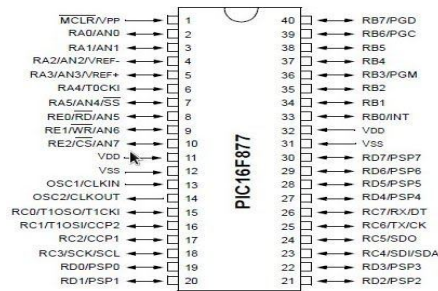 MCLR/VPP 1 40 RB7/PGD
RA0/AN0 2 39 RB6/PGC
RA1/AN1 3 38 RB5
RA2/AN2/VREF- 4 37 RB4
RA3/AN3/VREF+ 5 36 RB3/PGM
RA4/T0CKI 6 35 RB2
RA5/AN4/SS 7 34 RB1
RE0/RD/AN5 8 33 RB0/INT
RE1/WR/AN6 9 32 VDD
RE2/CS/AN7 10 31 VSS
VDD 11 30 RD7/PSP7
VSS 12 29 RD6/PSP6
OSC1/CLKIN 13 28 RD5/PSP5
OSC2/CLKOUT 14 27 RD4/PSP4
RC0/T1OSO/T1CKI 15 26 RC7/RX/DT
RC1/T1OSI/CCP2 16 25 RC6/TX/CK
RC2/CCP1 17 24 RC5/SDO
RC3/SCK/SCL 18 23 RC4/SDI/SDA
RD0/PSP0 19 22 RD3/PSP3
RD1/PSP1 20 21 RD2/PSP2
PIC16F877